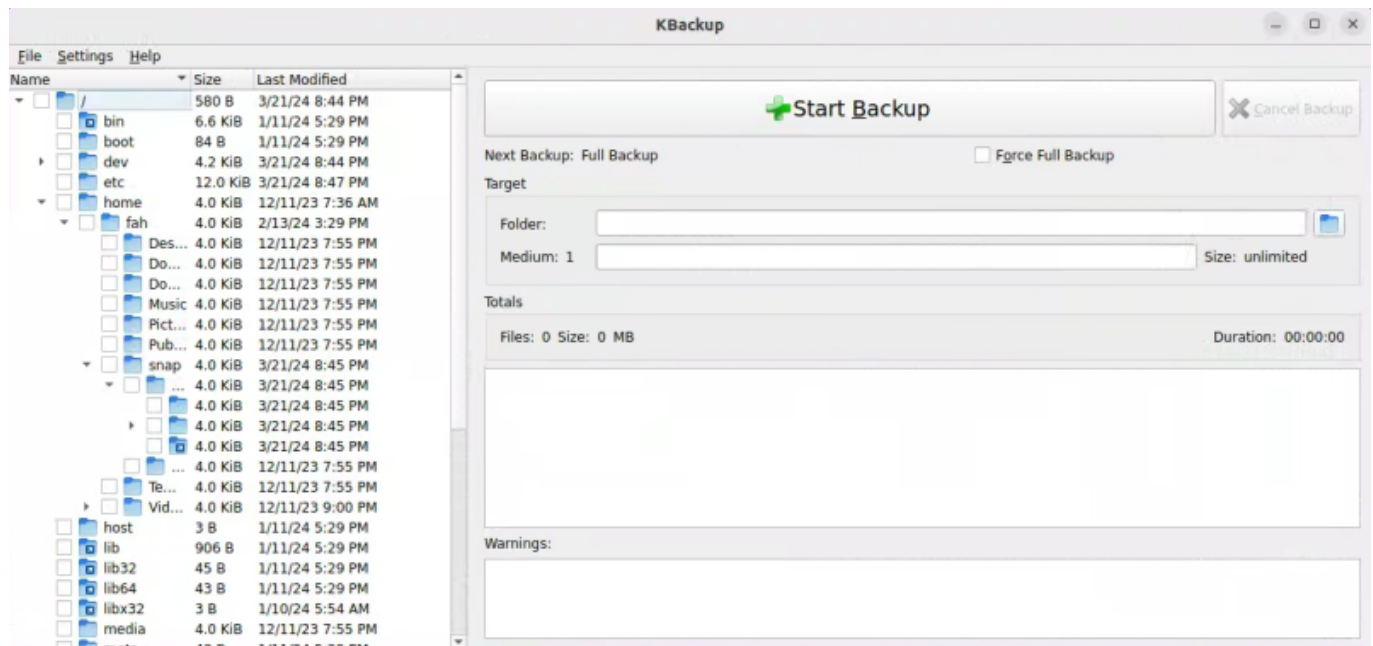 KBackup
File Settings Help
Name Size Last Modified
/ 580 B 3/21/24 8:44 PM
bin 6.6 KiB 1/11/24 5:29 PM
boot 84 B 1/11/24 5:29 PM
dev 4.2 KiB 3/21/24 8:44 PM
etc 12.0 KiB 3/21/24 8:47 PM
home 4.0 KiB 12/11/23 7:36 AM
fah 4.0 KiB 2/13/24 3:29 PM
Des... 4.0 KiB 12/11/23 7:55 PM
Do... 4.0 KiB 12/11/23 7:55 PM
Do... 4.0 KiB 12/11/23 7:55 PM
Music 4.0 KiB 12/11/23 7:55 PM
Pict... 4.0 KiB 12/11/23 7:55 PM
Pub... 4.0 KiB 12/11/23 7:55 PM
snap 4.0 KiB 3/21/24 8:45 PM
... 4.0 KiB 3/21/24 8:45 PM
4.0 KiB 3/21/24 8:45 PM
4.0 KiB 3/21/24 8:45 PM
4.0 KiB 3/21/24 8:45 PM
... 4.0 KiB 12/11/23 7:55 PM
Te... 4.0 KiB 12/11/23 7:55 PM
Vid... 4.0 KiB 12/11/23 9:00 PM
host 3 B 1/11/24 5:29 PM
lib 906 B 1/11/24 5:29 PM
lib32 45 B 1/11/24 5:29 PM
lib64 43 B 1/11/24 5:29 PM
libx32 3 B 1/10/24 5:54 AM
media 4.0 KiB 12/11/23 7:55 PM
Start Backup
Cancel Backup
Next Backup: Full Backup
Force Full Backup
Target
Folder:
Medium: 1
Size: unlimited
Totals
Files: 0 Size: 0 MB
Duration: 00:00:00
Warnings: